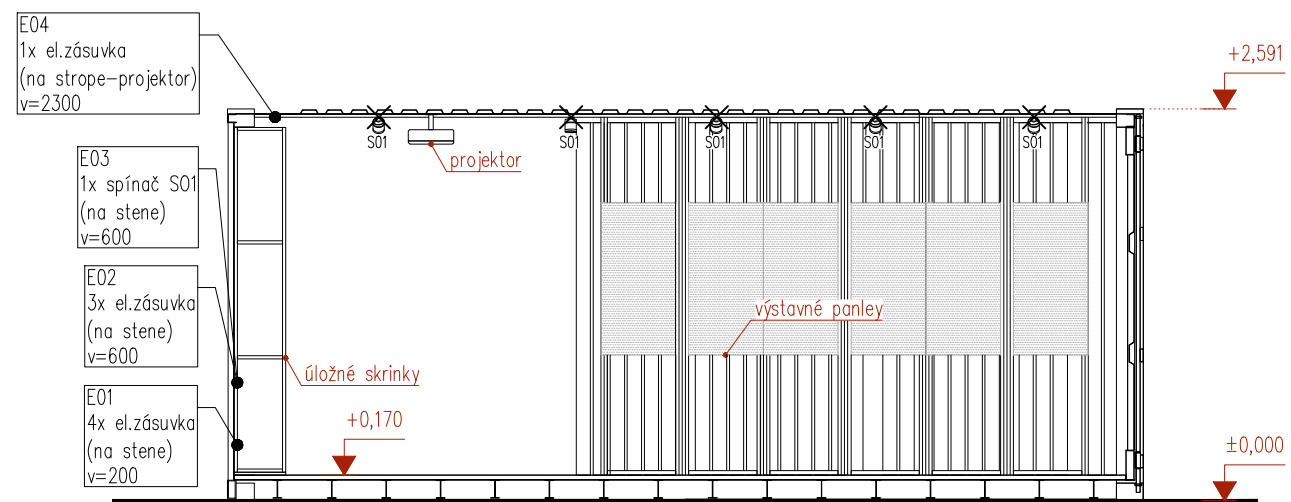 E04
1x el.zásuvka
(na strope-projektor)
v=2300
+2,591
S01
S01
S01
S01
S01
projektor
E03
1x spínač S01
(na stene)
v=600
E02
3x el.zásuvka
(na stene)
v=600
výstavné panley
úložné skrinky
E01
4x el.zásuvka
(na stene)
v=200
+0,170
±0,000